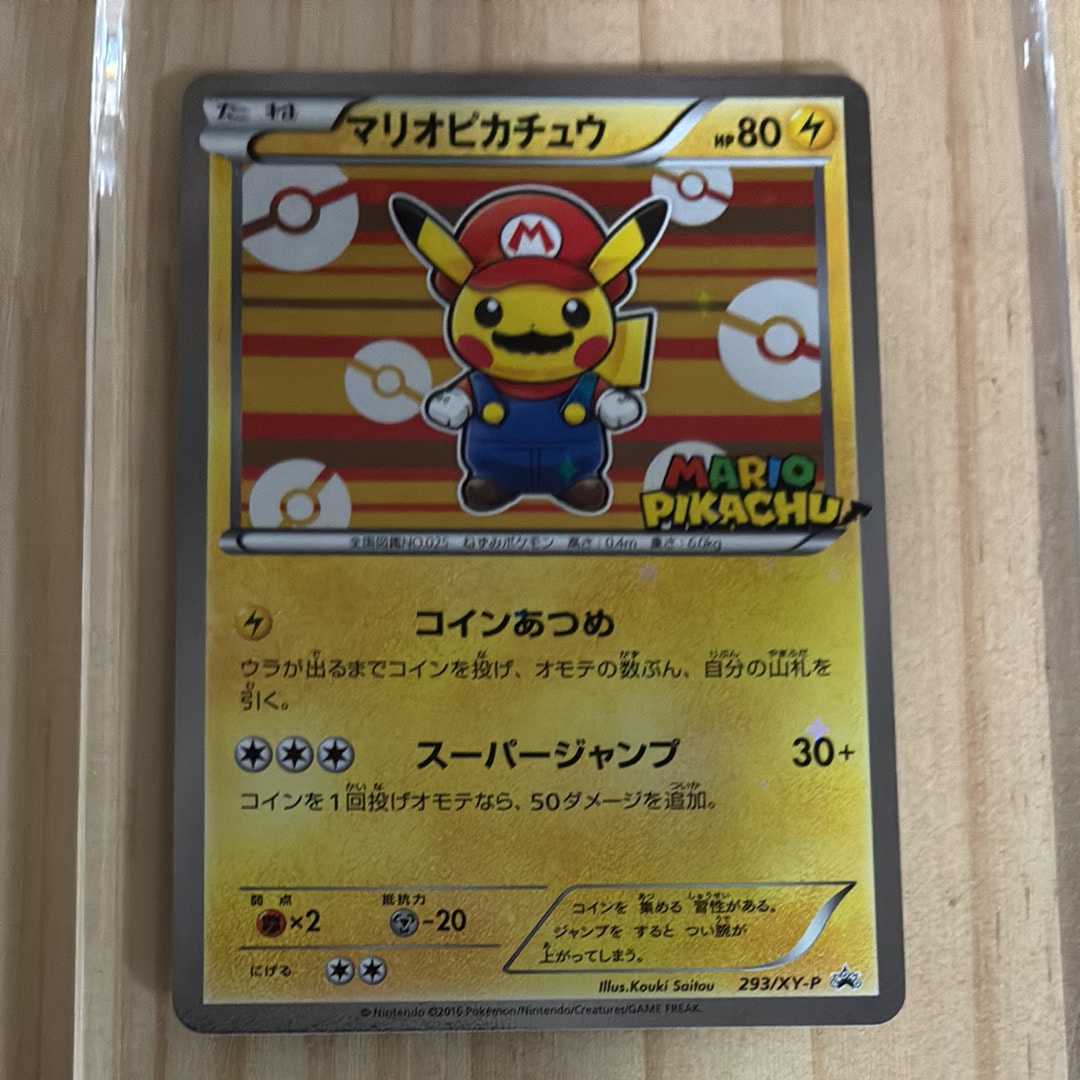 たね マリオピカチュウ HP80
M
MARIO
PIKACHU
全国図鑑NO.025 ねずみポケモン 高さ：0.4m 重さ：6.0kg
コインあつめ
ウラが出るまでコインを投げ、オモテの数ぶん、自分の山札を
引く。
スーパージャンプ 30+
コインを1回投げオモテなら、50ダメージを追加。
弱点 抵抗力
×2 -20
にげる
コインを 集める 習性がある。
ジャンプを すると つい腕が
上がってしまう。
Illus.Kouki Saitou 293/XY-P
© Nintendo ©2016 Pokémon/Nintendo/Creatures/GAME FREAK.